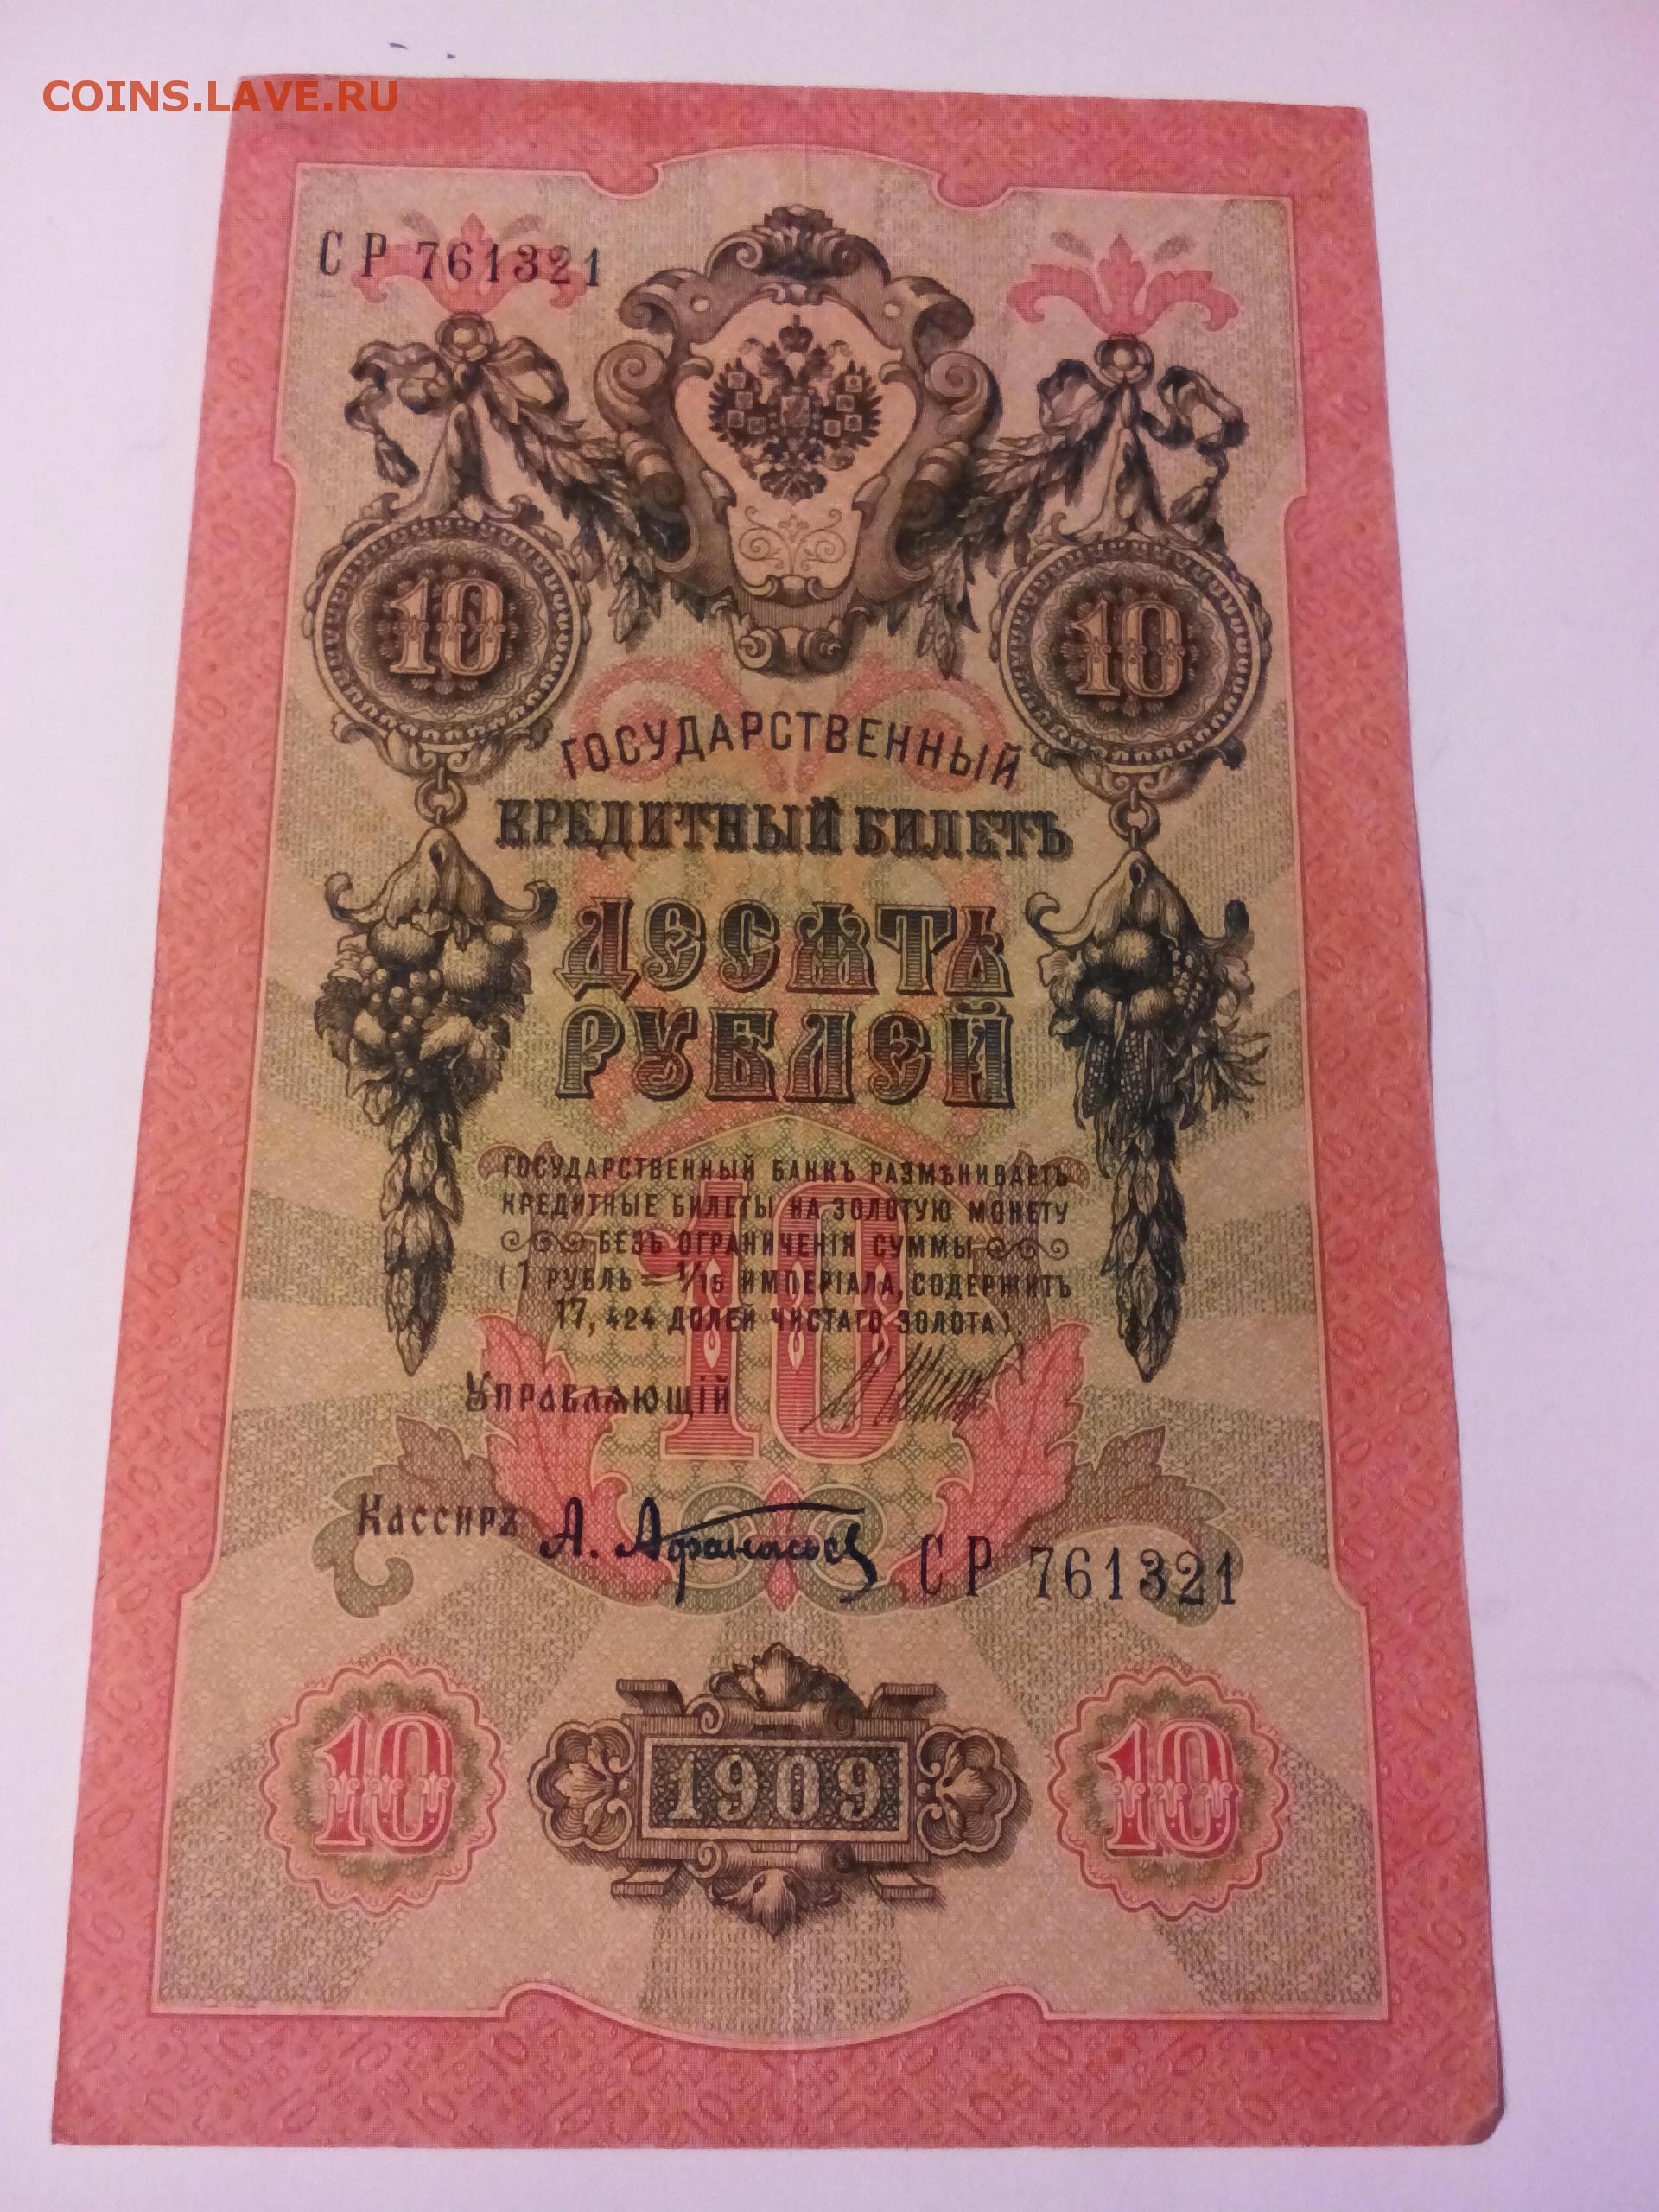 COINS.LAVE.RU
СР 761321
10 10
ГОСУДАРСТВЕННЫЙ
КРЕДИТНЫЙ БИЛЕТЪ
ДЕСЯТЬ
РУБЛЕЙ
10
ГОСУДАРСТВЕННЫЙ БАНКЪ РАЗМѢНИВАЕТЪ
КРЕДИТНЫЕ БИЛЕТЫ НА ЗОЛОТУЮ МОНЕТУ
БЕЗЪ ОГРАНИЧЕНІЯ СУММЫ
(1 РУБЛЬ = 1/15 ИМПЕРІАЛА, СОДЕРЖИТЪ
17,424 ДОЛЕЙ ЧИСТАГО ЗОЛОТА).
УПРАВЛЯЮЩІЙ
КАССИРЪ А. Афанасьев
СР 761321
10 1909 10